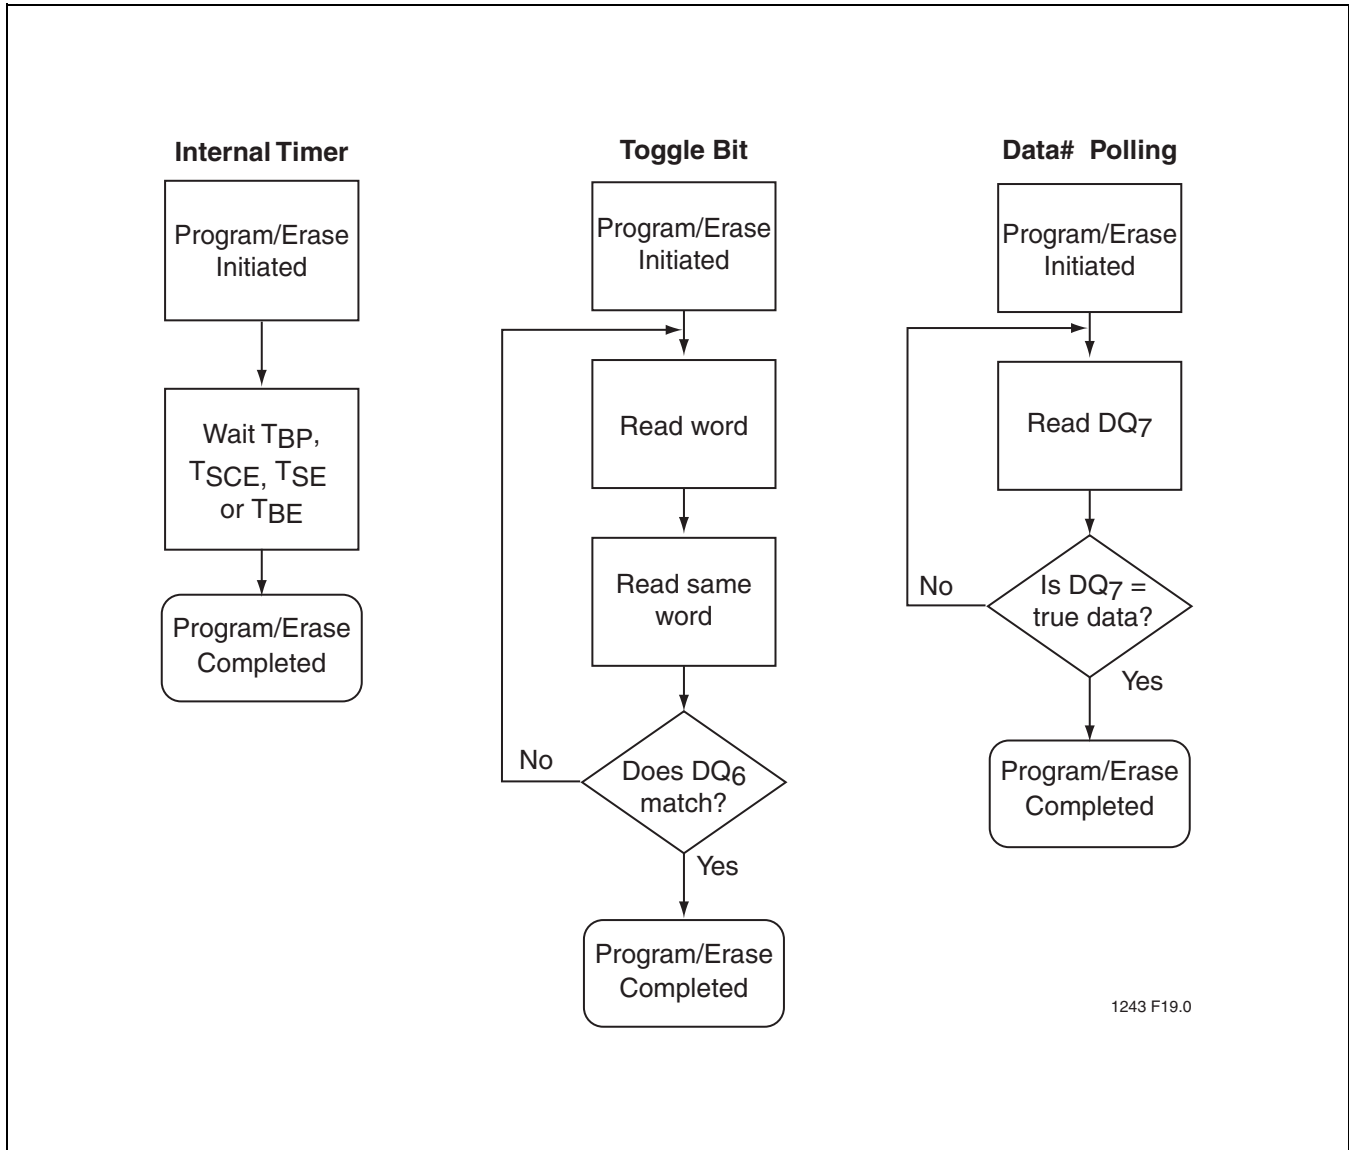 Internal Timer
Program/Erase
Initiated
Wait TBP,
TSCE, TSE
or TBE
Program/Erase
Completed
Toggle Bit
Program/Erase
Initiated
Read word
Read same
word
Does DQ6
match?
No
Yes
Program/Erase
Completed
Data# Polling
Program/Erase
Initiated
Read DQ7
Is DQ7 =
true data?
No
Yes
Program/Erase
Completed
1243 F19.0